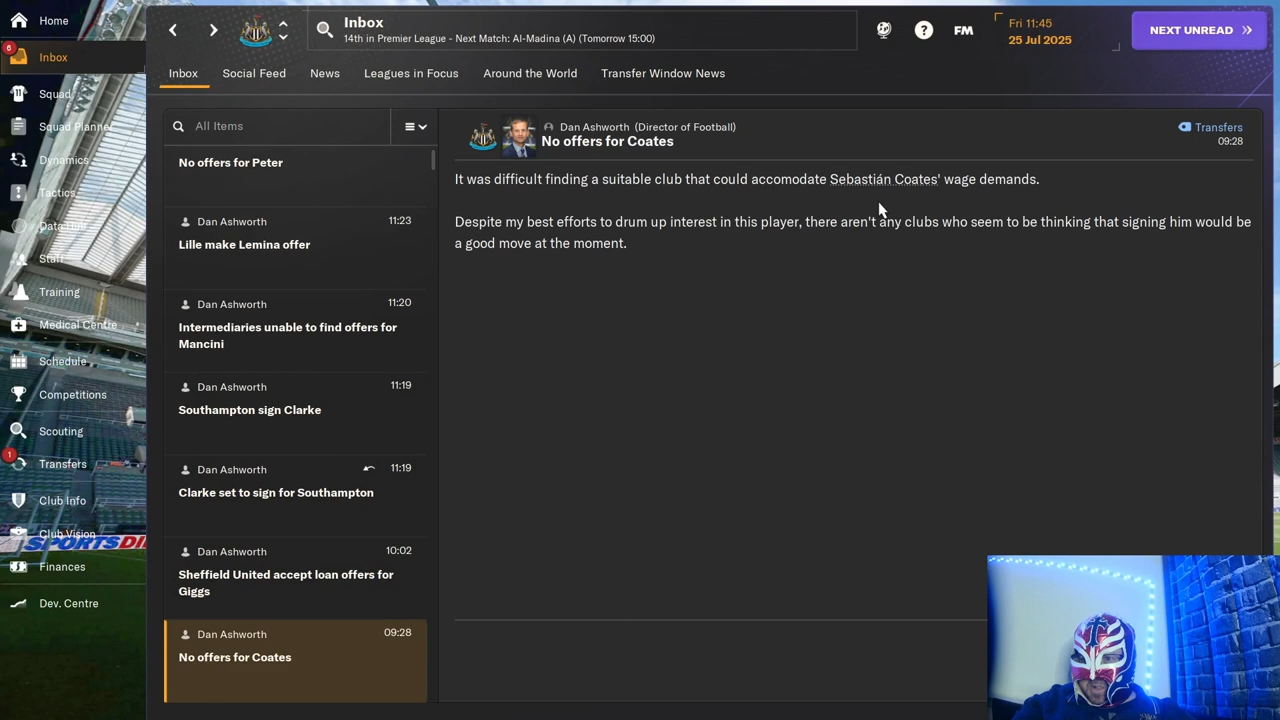 Home
6
Inbox
Squad
Squad Planner
Dynamics
Tactics
Data Hub
Staff
Training
Medical Centre
Schedule
Competitions
Scouting
1
Transfers
Club Info
Club Vision
SPORTSDI
Finances
Dev. Centre
Inbox
14th in Premier League - Next Match: Al-Madina (A) (Tomorrow 15:00)
?
FM
Fri 11:45
25 Jul 2025
NEXT UNREAD
Inbox
Social Feed
News
Leagues in Focus
Around the World
Transfer Window News
All Items
No offers for Peter
Dan Ashworth
11:23
Lille make Lemina offer
Dan Ashworth
11:20
Intermediaries unable to find offers for
Mancini
Dan Ashworth
11:19
Southampton sign Clarke
Dan Ashworth
11:19
Clarke set to sign for Southampton
Dan Ashworth
10:02
Sheffield United accept loan offers for
Giggs
Dan Ashworth
09:28
No offers for Coates
Dan Ashworth (Director of Football)
No offers for Coates
Transfers
09:28
It was difficult finding a suitable club that could accomodate Sebastián Coates' wage demands.
Despite my best efforts to drum up interest in this player, there aren't any clubs who seem to be thinking that signing him would be
a good move at the moment.